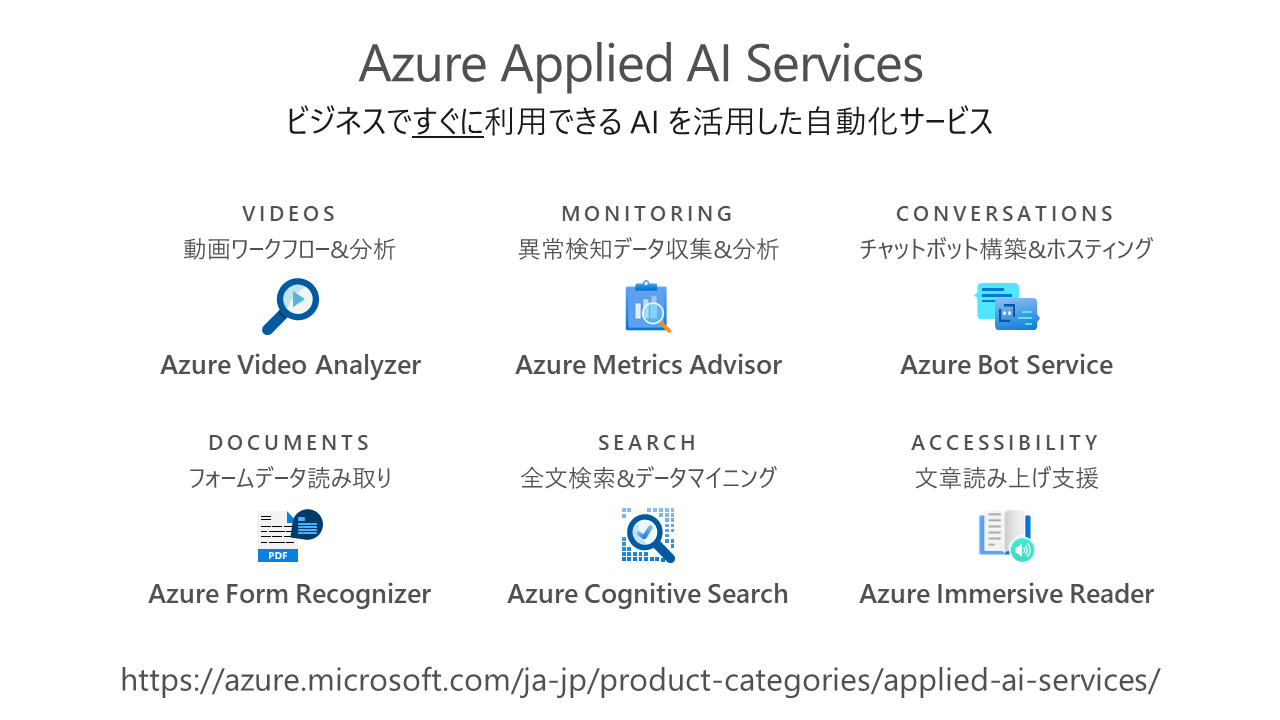 Azure Applied AI Services
ビジネスですぐに利用できる AI を活用した自動化サービス
VIDEOS
動画ワークフロー&分析
Azure Video Analyzer
MONITORING
異常検知データ収集&分析
Azure Metrics Advisor
CONVERSATIONS
チャットボット構築&ホスティング
Azure Bot Service
DOCUMENTS
フォームデータ読み取り
PDF
Azure Form Recognizer
SEARCH
全文検索&データマイニング
Azure Cognitive Search
ACCESSIBILITY
文章読み上げ支援
Azure Immersive Reader
https://azure.microsoft.com/ja-jp/product-categories/applied-ai-services/